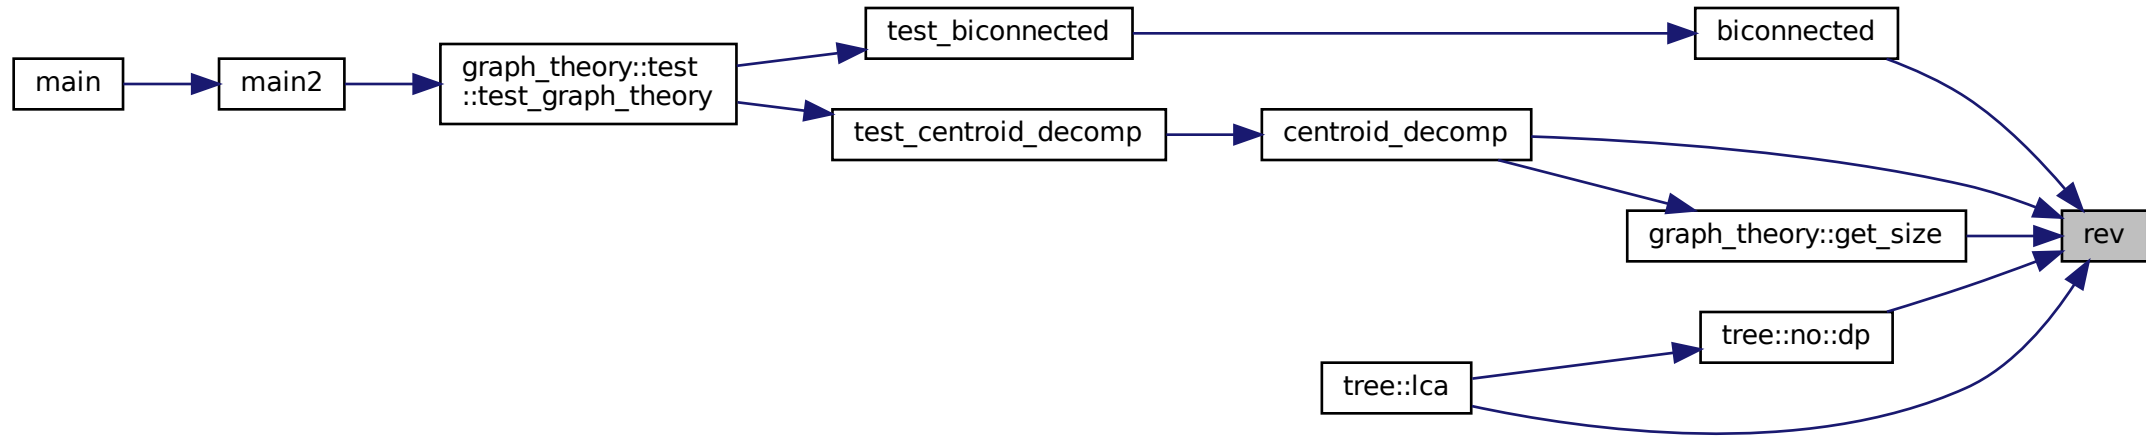 main
main2
graph_theory::test
::test_graph_theory
test_biconnected
test_centroid_decomp
centroid_decomp
biconnected
graph_theory::get_size
rev
tree::no::dp
tree::lca